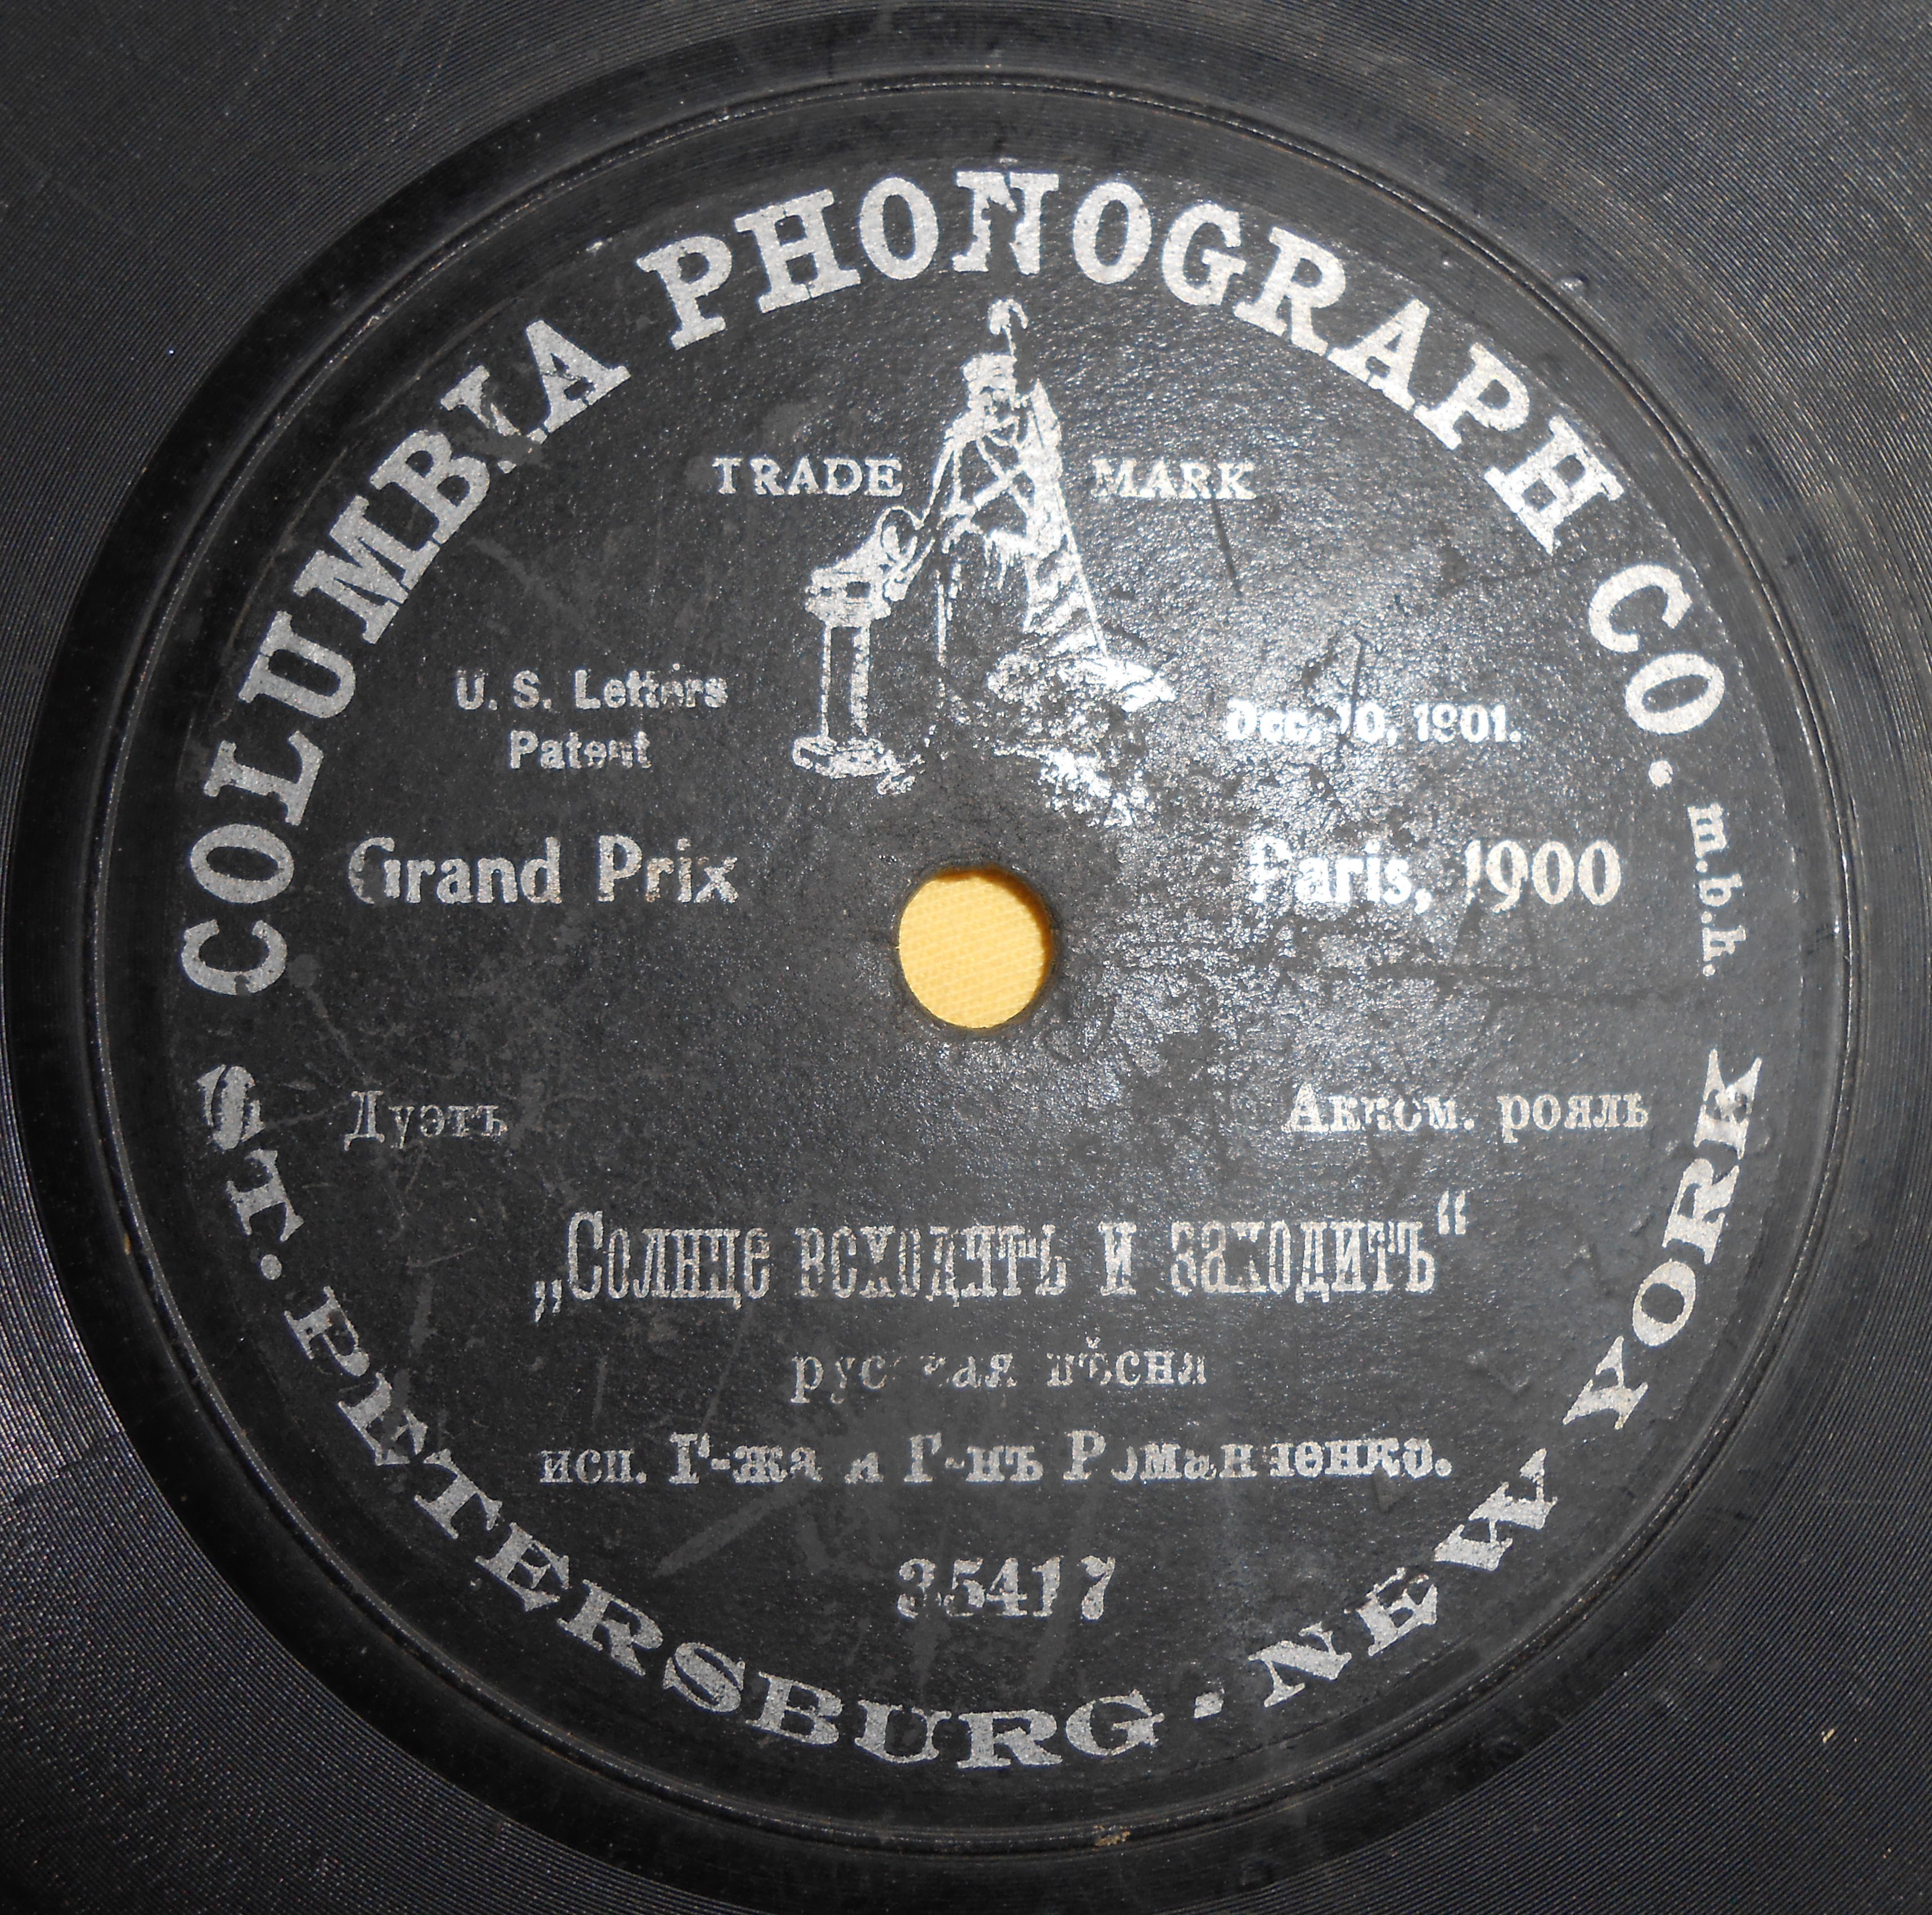 COLUMBIA PHONOGRAPH CO. m.b.h.
TRADE MARK
U. S. Letters
Patent
Dec. 10, 1901.
Grand Prix Paris, 1900
Дуэтъ Акком. рояль
„Солнце всходитъ и заходитъ“
русская пѣсня
исп. Г-жа и Г-нъ Романченко.
35417
ST. PETERSBURG - NEW YORK